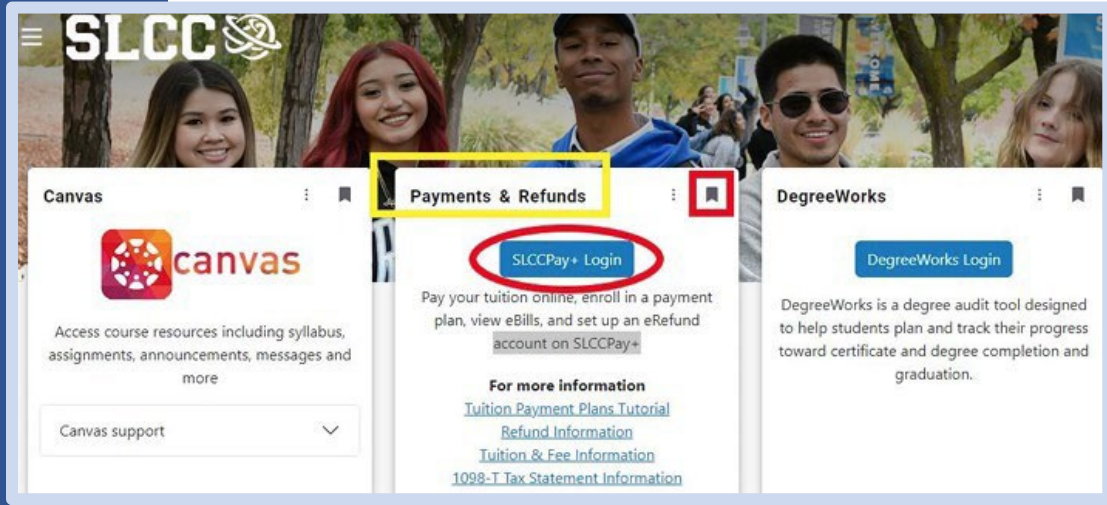 SLCC
WELCOME
Canvas
canvas
Access course resources including syllabus,
assignments, announcements, messages and
more
Canvas support
Payments & Refunds
SLCCPay+ Login
Pay your tuition online, enroll in a payment
plan, view eBills, and set up an eRefund
account on SLCCPay+
For more information
Tuition Payment Plans Tutorial
Refund Information
Tuition & Fee Information
1098-T Tax Statement Information
DegreeWorks
DegreeWorks Login
DegreeWorks is a degree audit tool designed
to help students plan and track their progress
toward certificate and degree completion and
graduation.